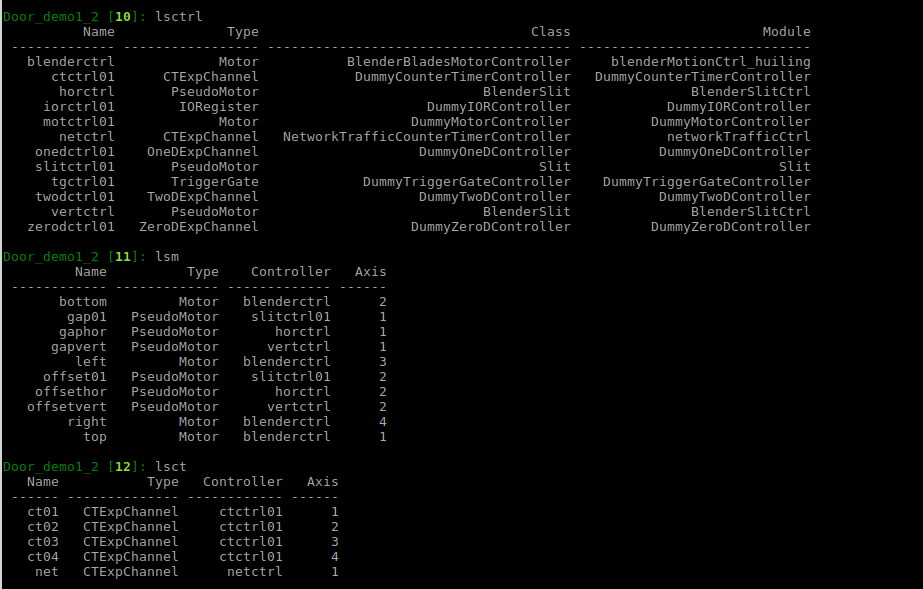 Door_demo1_2 [10]: lsctrl
Name Type Class Module
------------- ----------------- -------------------------------------- -----------------------------
blenderctrl Motor BlenderBladesMotorController blenderMotionCtrl_huiling
ctctrl01 CTExpChannel DummyCounterTimerController DummyCounterTimerController
horctrl PseudoMotor BlenderSlit BlenderSlitCtrl
iorctrl01 IORegister DummyIORController DummyIORController
motctrl01 Motor DummyMotorController DummyMotorController
netctrl CTExpChannel NetworkTrafficCounterTimerController networkTrafficCtrl
onedctrl01 OneDExpChannel DummyOneDController DummyOneDController
slitctrl01 PseudoMotor Slit Slit
tgctrl01 TriggerGate DummyTriggerGateController DummyTriggerGateController
twodctrl01 TwoDExpChannel DummyTwoDController DummyTwoDController
vertctrl PseudoMotor BlenderSlit BlenderSlitCtrl
zerodctrl01 ZeroDExpChannel DummyZeroDController DummyZeroDController
Door_demo1_2 [11]: lsm
Name Type Controller Axis
------------ ------------- ------------- ------
bottom Motor blenderctrl 2
gap01 PseudoMotor slitctrl01 1
gaphor PseudoMotor horctrl 1
gapvert PseudoMotor vertctrl 1
left Motor blenderctrl 3
offset01 PseudoMotor slitctrl01 2
offsethor PseudoMotor horctrl 2
offsetvert PseudoMotor vertctrl 2
right Motor blenderctrl 4
top Motor blenderctrl 1
Door_demo1_2 [12]: lsct
Name Type Controller Axis
------ -------------- ------------ ------
ct01 CTExpChannel ctctrl01 1
ct02 CTExpChannel ctctrl01 2
ct03 CTExpChannel ctctrl01 3
ct04 CTExpChannel ctctrl01 4
net CTExpChannel netctrl 1